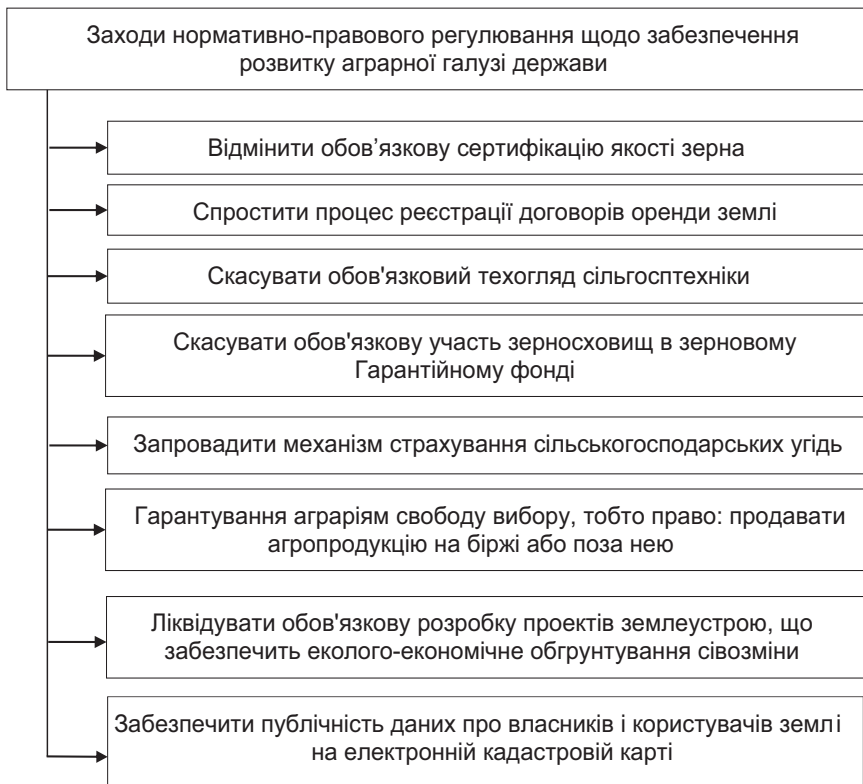 Заходи нормативно-правового регулювання щодо забезпечення
розвитку аграрної галузі держави
Відмінити обов’язкову сертифікацію якості зерна
Спростити процес реєстрації договорів оренди землі
Скасувати обов'язковий техогляд сільгосптехніки
Скасувати обов'язкову участь зерносховищ в зерновому
Гарантійному фонді
Запровадити механізм страхування сільськогосподарських угідь
Гарантування аграріям свободу вибору, тобто право: продавати
агропродукцію на біржі або поза нею
Ліквідувати обов'язкову розробку проектів землеустрою, що
забезпечить еколого-економічне обгрунтування сівозміни
Забезпечити публічність даних про власників і користувачів землі
на електронній кадастровій карті